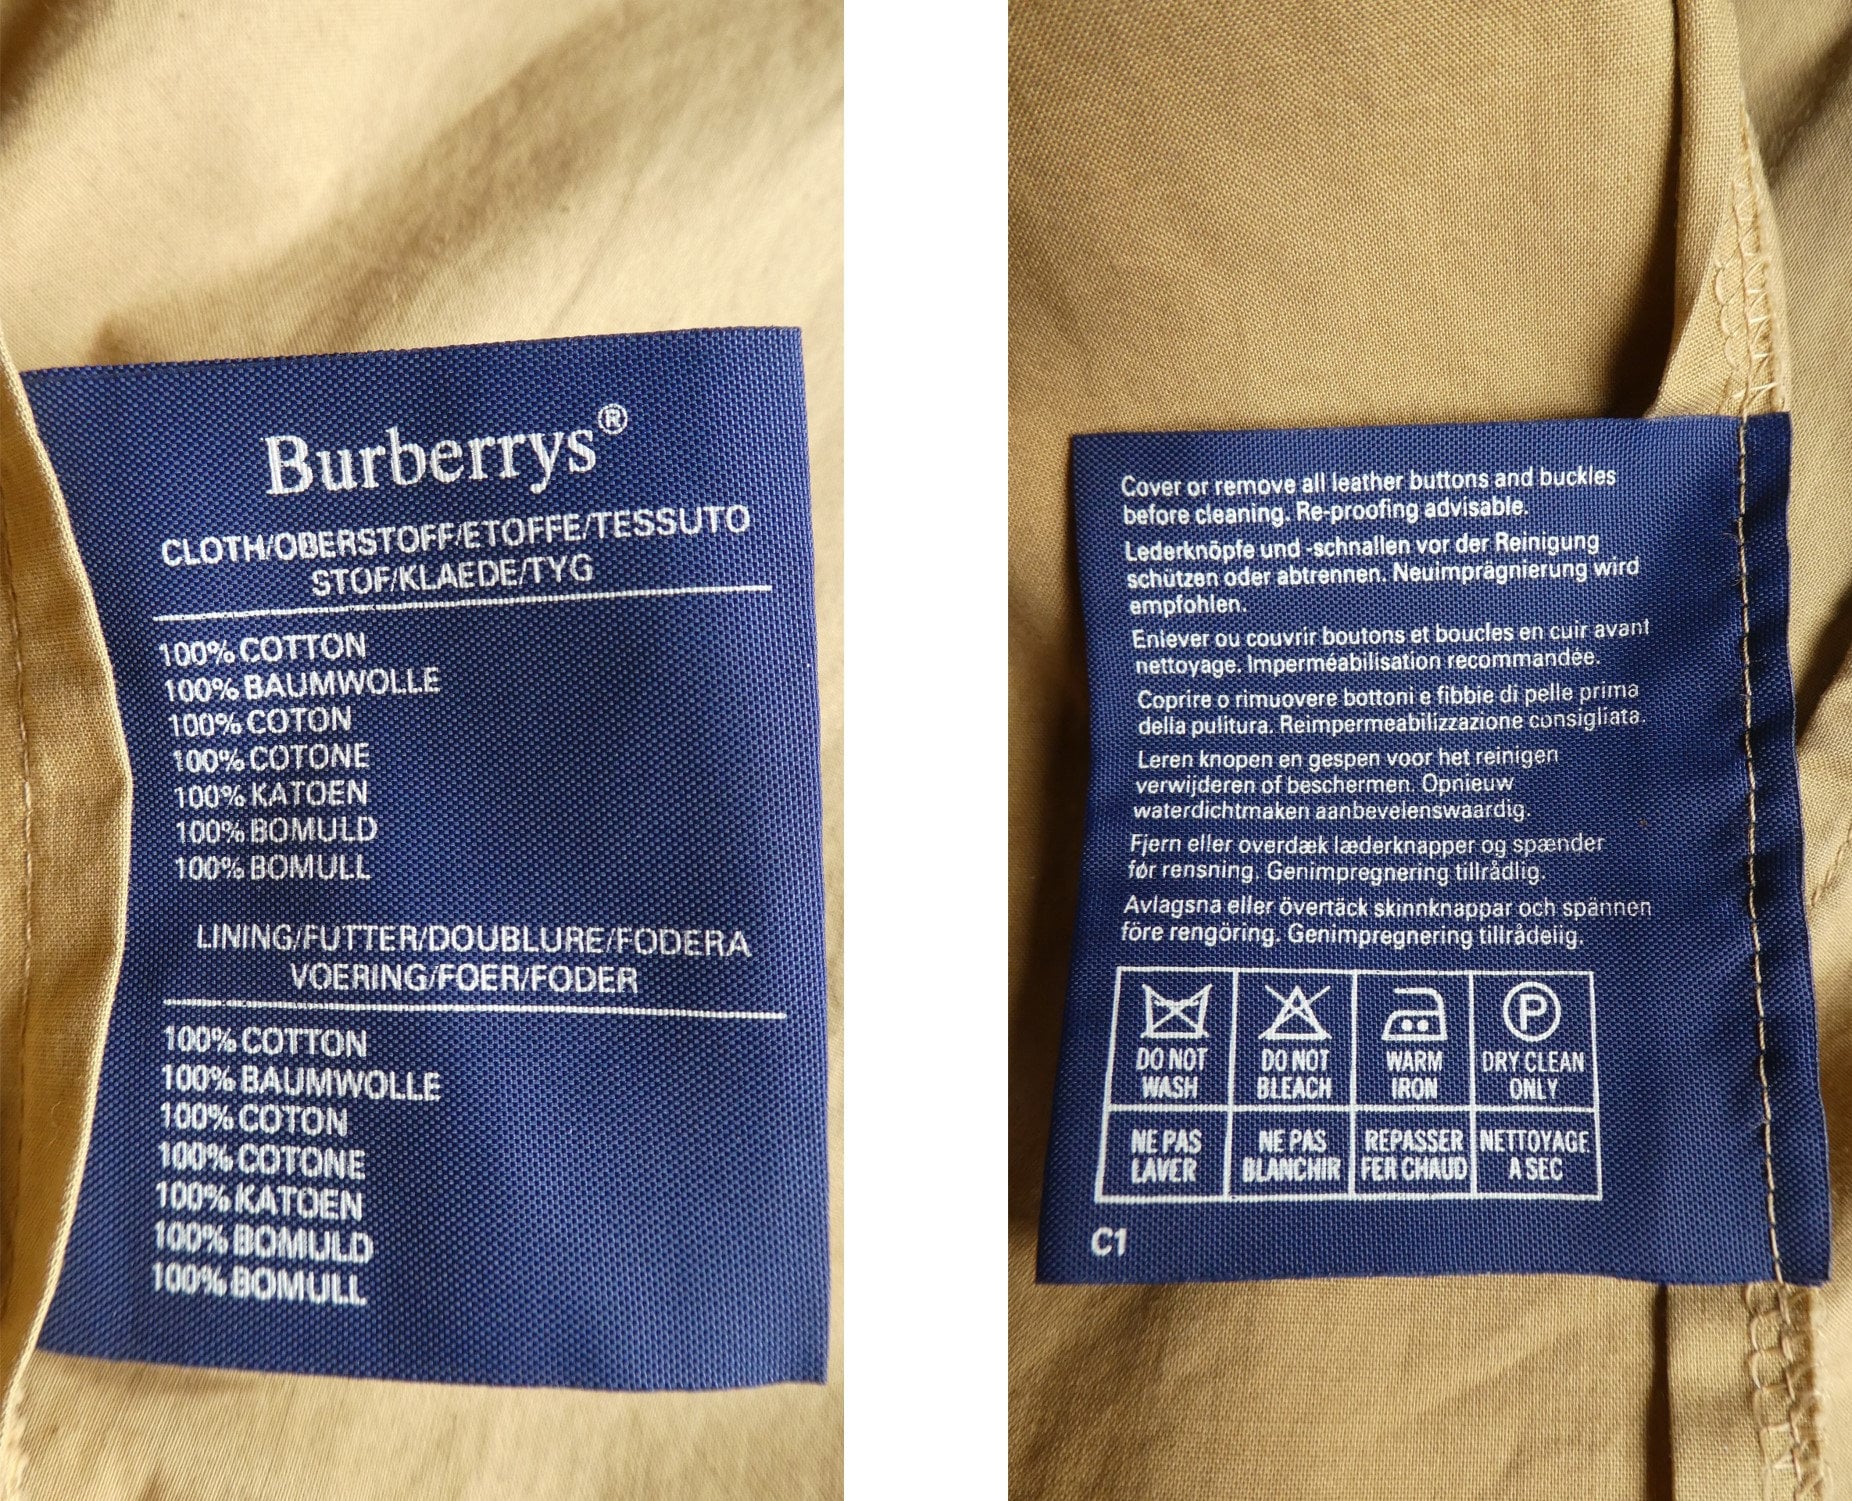 Burberrys®
CLOTH/OBERSTOFF/ETOFFE/TESSUTO
STOF/KLAEDE/TYG
100% COTTON
100% BAUMWOLLE
100% COTON
100% COTONE
100% KATOEN
100% BOMULD
100% BOMULL
LINING/FUTTER/DOUBLURE/FODERA
VOERING/FOER/FODER
100% COTTON
100% BAUMWOLLE
100% COTON
100% COTONE
100% KATOEN
100% BOMULD
100% BOMULL
Cover or remove all leather buttons and buckles
before cleaning. Re-proofing advisable.
Lederknöpfe und -schnallen vor der Reinigung
schützen oder abtrennen. Neuimprägnierung wird
empfohlen.
Enlever ou couvrir boutons et boucles en cuir avant
nettoyage. Imperméabilisation recommandée.
Coprire o rimuovere bottoni e fibbie di pelle prima
della pulitura. Reimpermeabilizzazione consigliata.
Leren knopen en gespen voor het reinigen
verwijderen of beschermen. Opnieuw
waterdichtmaken aanbevelenswaardig.
Fjern eller overdæk læderknapper og spænder
før rensning. Genimpregnering tillrådlig.
Avlagsna eller övertäck skinnknappar och spännen
före rengöring. Genimpregnering tillrådelig.
P
DO NOT
WASH
DO NOT
BLEACH
WARM
IRON
DRY CLEAN
ONLY
NE PAS
LAVER
NE PAS
BLANCHIR
REPASSER
FER CHAUD
NETTOYAGE
A SEC
C1